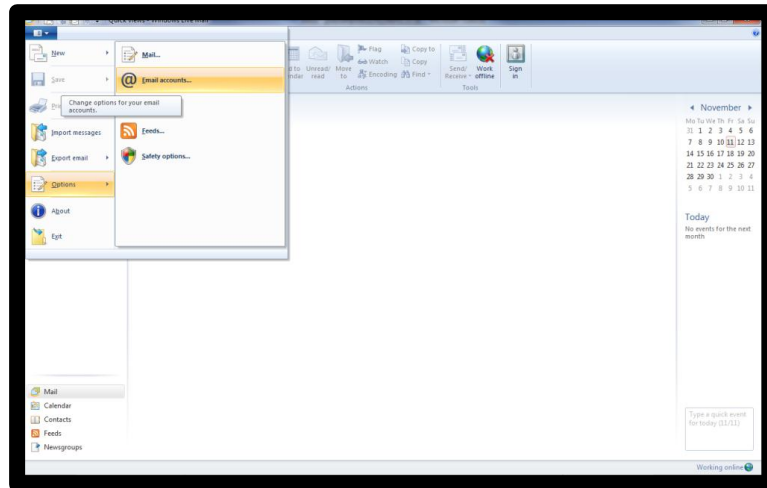 Quick views - Windows Live Mail
New
Save
Import messages
Export email
Options
About
Exit
Mail...
Email accounts...
Change options for your email
accounts.
Feeds...
Safety options...
Unread/
read
Move
to
Flag
Watch
Encoding
Copy to
Copy
Find
Actions
Send/
Receive
Work
offline
Tools
Sign
in
November
Mo Tu We Th Fr Sa Su
31 1 2 3 4 5 6
7 8 9 10 11 12 13
14 15 16 17 18 19 20
21 22 23 24 25 26 27
28 29 30 1 2 3 4
5 6 7 8 9 10 11
Today
No events for the next
month
Mail
Calendar
Contacts
Feeds
Newsgroups
Type a quick event
for today (11/11)
Working online